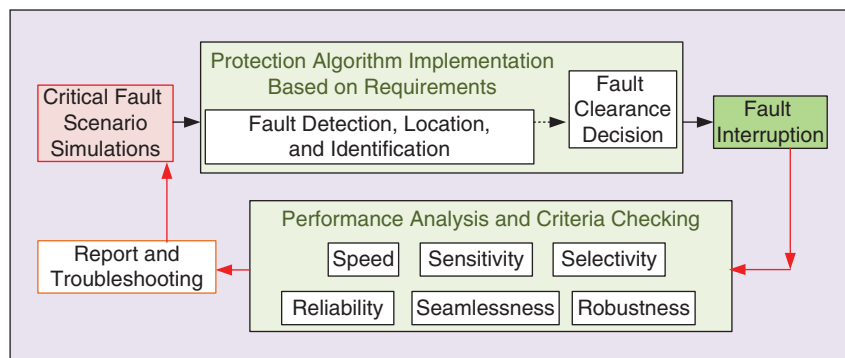 Critical Fault
Scenario
Simulations
Protection Algorithm Implementation
Based on Requirements
Fault Detection, Location,
and Identification
Fault
Clearance
Decision
Fault
Interruption
Performance Analysis and Criteria Checking
Speed
Sensitivity
Selectivity
Reliability
Seamlessness
Robustness
Report and
Troubleshooting